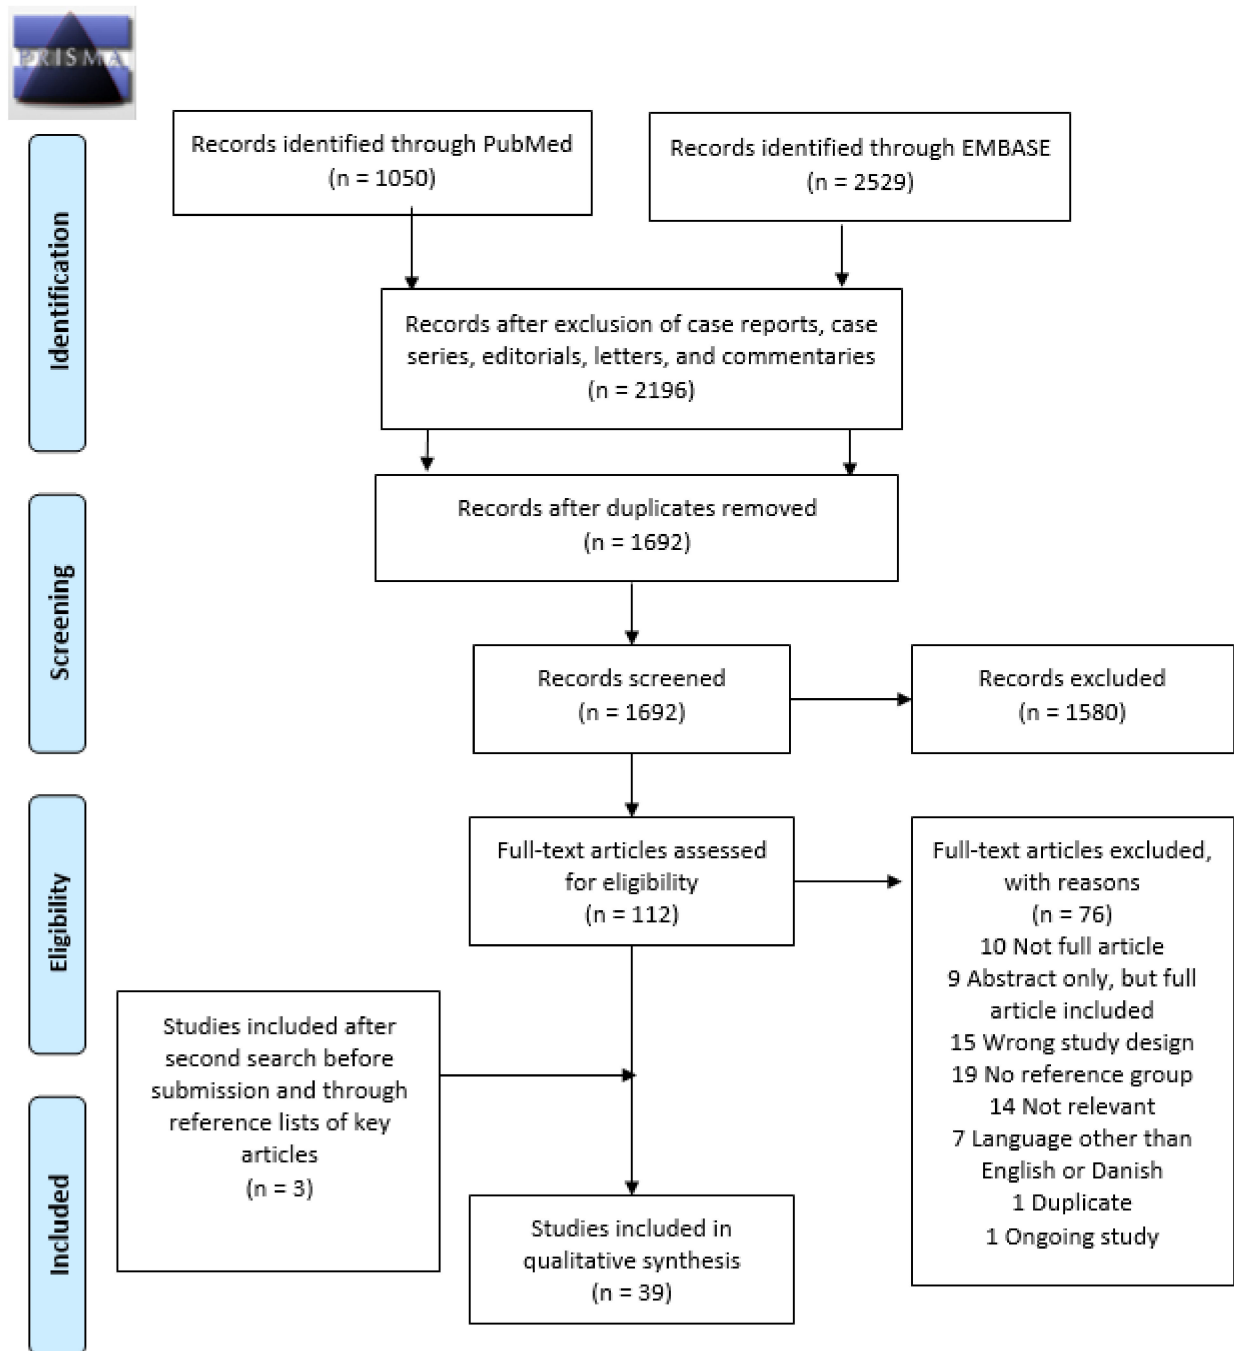 PRISMA
Identification
Records identified through PubMed
(n = 1050)
Records identified through EMBASE
(n = 2529)
Records after exclusion of case reports, case
series, editorials, letters, and commentaries
(n = 2196)
Screening
Records after duplicates removed
(n = 1692)
Records screened
(n = 1692)
Records excluded
(n = 1580)
Eligibility
Full-text articles assessed
for eligibility
(n = 112)
Full-text articles excluded,
with reasons
(n = 76)
10 Not full article
9 Abstract only, but full
article included
15 Wrong study design
19 No reference group
14 Not relevant
7 Language other than
English or Danish
1 Duplicate
1 Ongoing study
Studies included after
second search before
submission and through
reference lists of key
articles
(n = 3)
Included
Studies included in
qualitative synthesis
(n = 39)